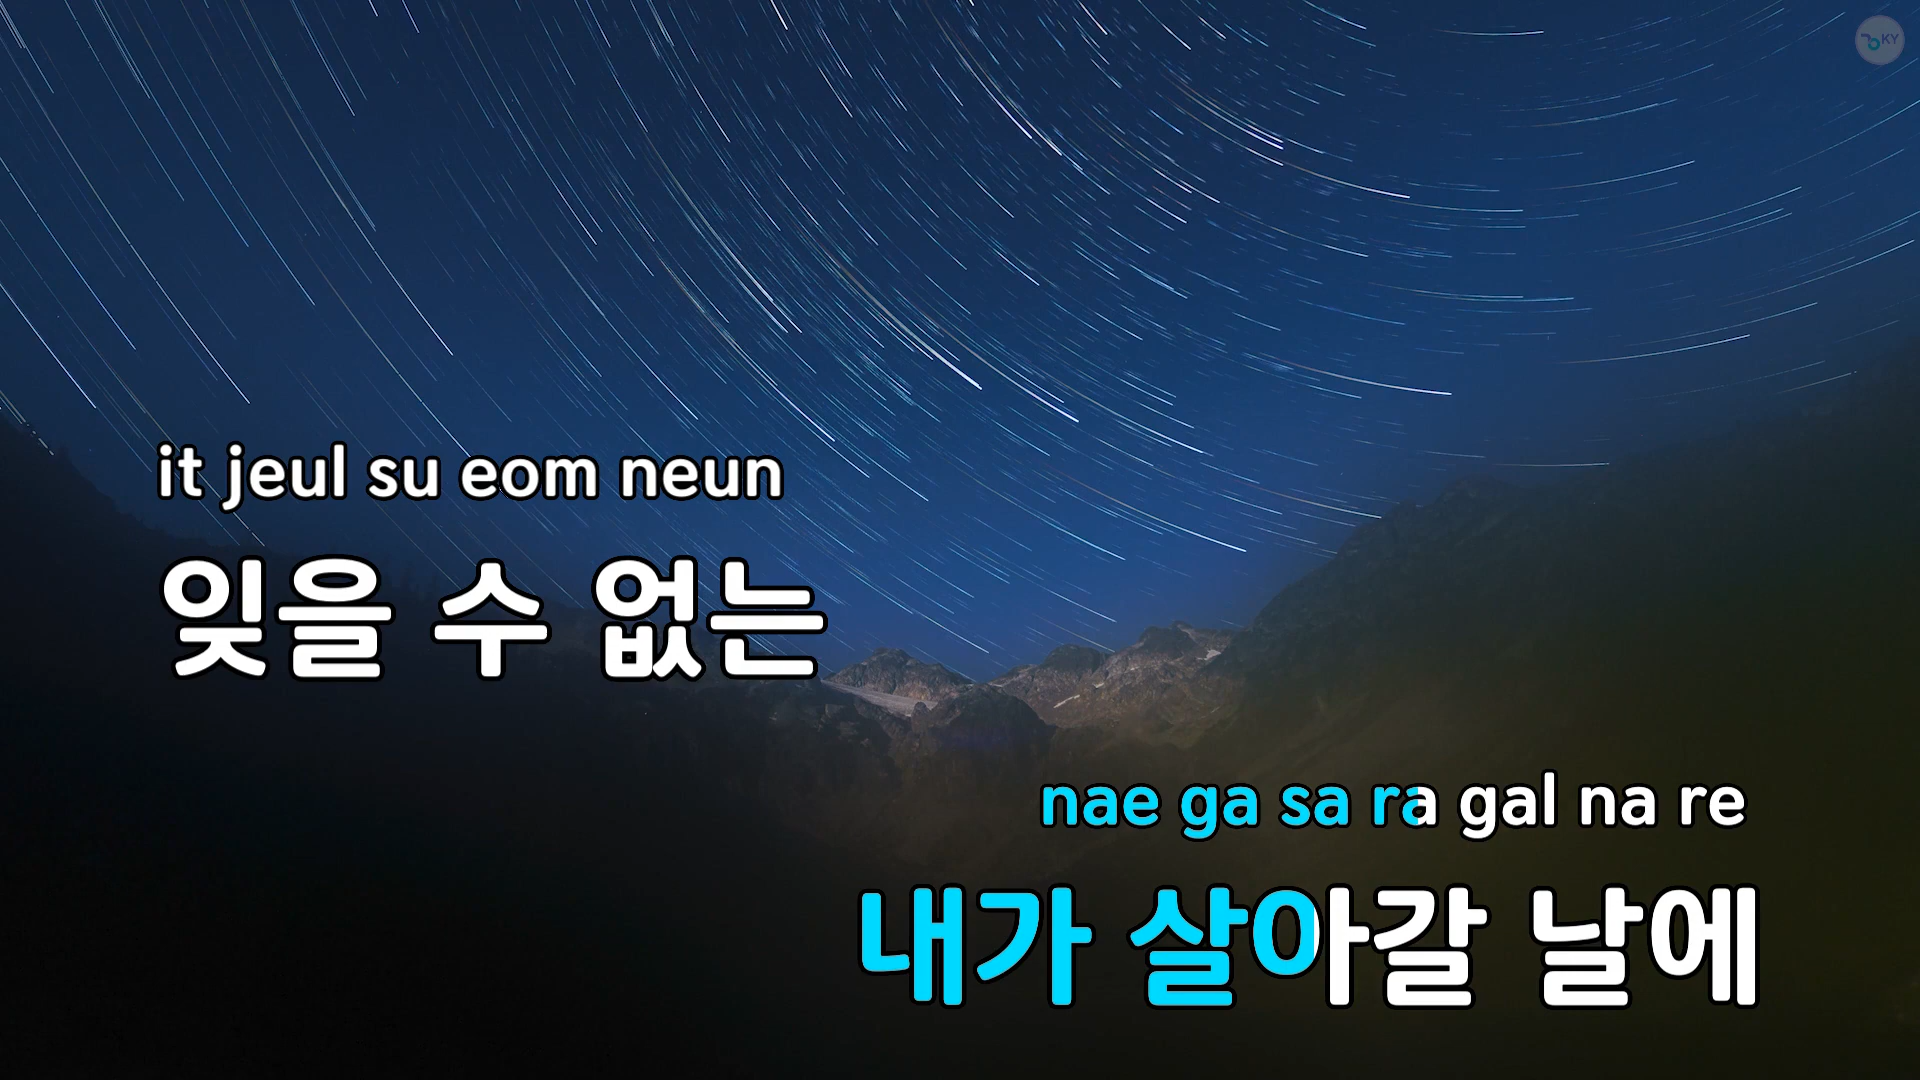 KY
it jeul su eom neun
잊을 수 없는
nae ga sa ra gal na re
내가 살아갈 날에